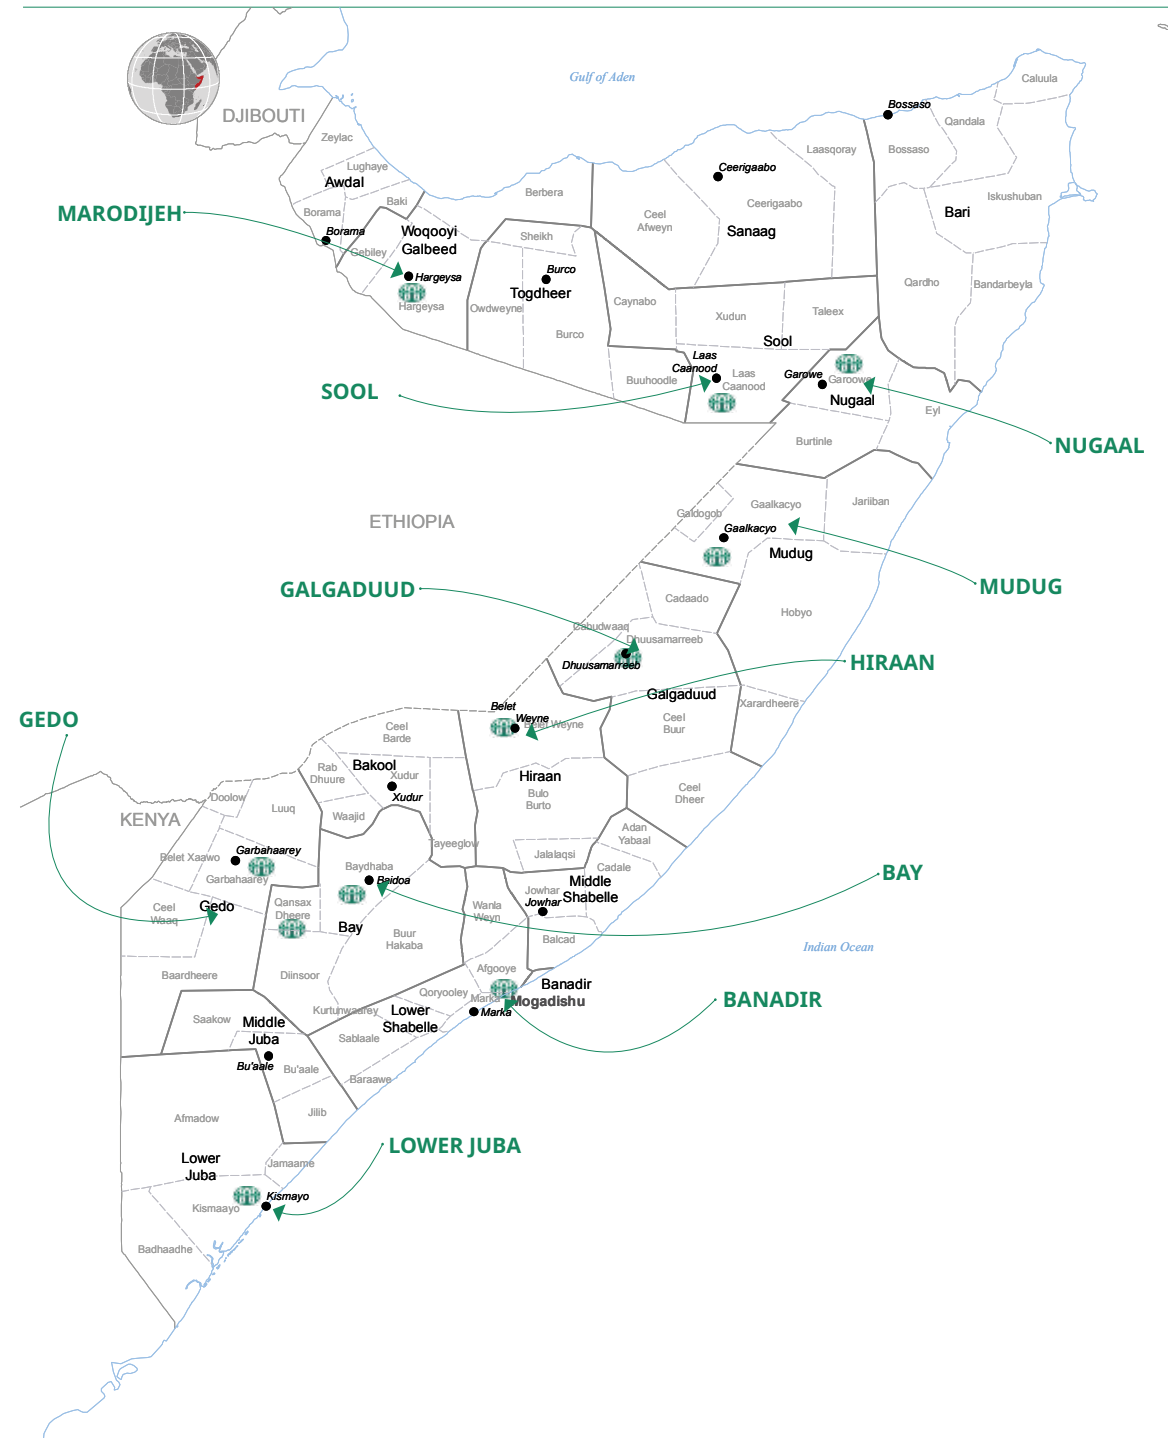 Gulf of Aden
Caluula
Bossaso
DJIBOUTI
Qandala
Zeylac
Laasqoray
Bossaso
Lughaye
Ceerigaabo
Awdal
Berbera
Iskushuban
Baki
Ceerigaabo
MARODIJEH
Borama
Ceel
Afweyn
Bari
Borama
Woqooyi
Galbeed
Sanaag
Sheikh
Gebiley
Burco
Hargeysa
Qardho
Bandarbeyla
Togdheer
Caynabo
Hargeysa
Owdweyne
Xudun
Taleex
Burco
Sool
Laas
Caanood
Garowe
Garoowe
Laas
Caanood
Buuhoodle
SOOL
Nugaal
Eyl
Burtinle
NUGAAL
Gaalkacyo
Jariiban
Galdogob
ETHIOPIA
Gaalkacyo
Mudug
MUDUG
GALGADUUD
Cadaado
Hobyo
Cabudwaaq
Dhuusamarreeb
Dhuusamarreeb
HIRAAN
Galgaduud
Xarardheere
Belet
Weyne
Belet Weyne
GEDO
Ceel
Buur
Ceel
Barde
Rab
Dhuure
Bakool
Xudur
Xudur
Hiraan
Bulo
Burto
Ceel
Dheer
Doolow
Luuq
Waajid
KENYA
Adan
Yabaal
Tayeeglow
Garbahaarey
Belet Xaawo
Jalalaqsi
Baydhaba
Cadale
Garbahaarey
Baidoa
BAY
Middle
Shabelle
Jowhar
Jowhar
Qansax
Dheere
Wanla
Weyn
Ceel
Waaq
Gedo
Bay
Buur
Hakaba
Balcad
Indian Ocean
Baardheere
Diinsoor
Afgooye
Banadir
Qoryooley
Marka
Mogadishu
BANADIR
Kurtunwaarey
Lower
Shabelle
Marka
Saakow
Middle
Juba
Sablaale
Bu'aale
Bu'aale
Baraawe
Jilib
Afmadow
LOWER JUBA
Lower
Juba
Jamaame
Kismayo
Kismaayo
Badhaadhe